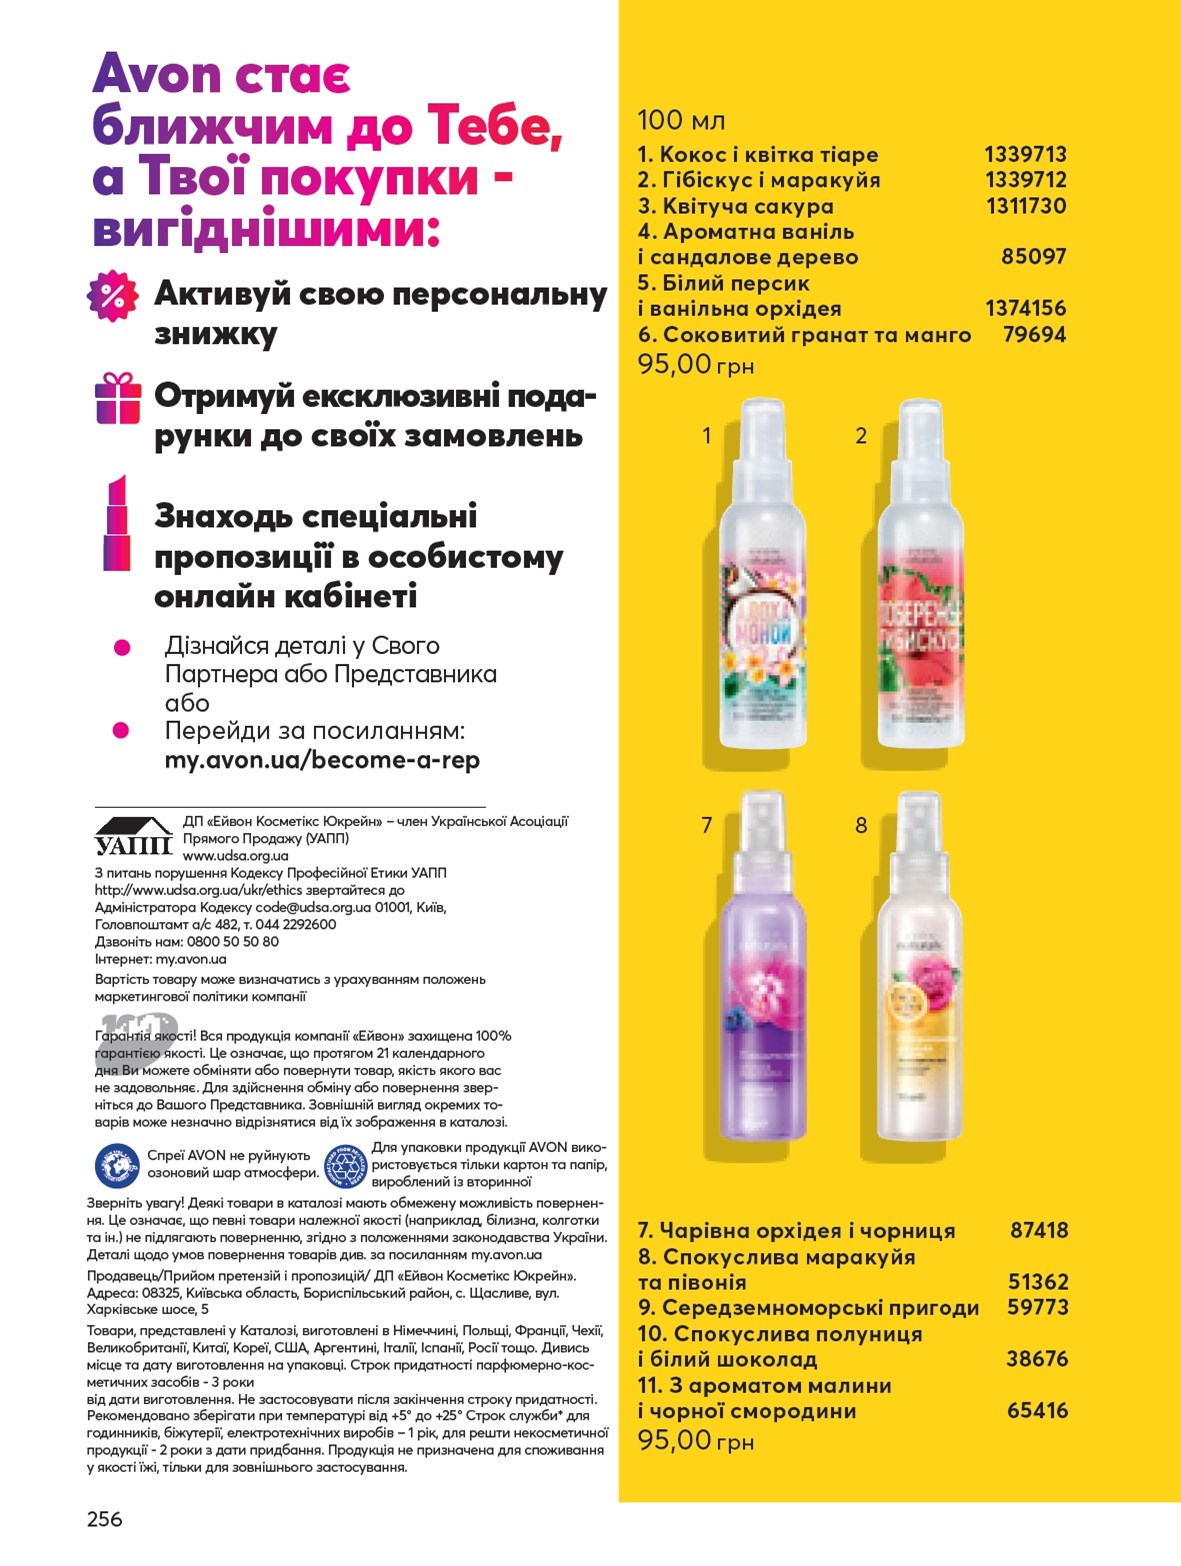 Avon стає
ближчим до Тебе,
а Твої покупки -
вигіднішими:
%
Активуй свою персональну
знижку
Отримуй ексклюзивні пода-
рунки до своїх замовлень
Знаходь спеціальні
пропозиції в особистому
онлайн кабінеті
Дізнайся деталі у Свого
Партнера або Представника
або
Перейди за посиланням:
my.avon.ua/become-a-rep
УАПП
ДП «Ейвон Косметікс Юкрейн» – член Української Асоціації
Прямого Продажу (УАПП)
www.udsa.org.ua
З питань порушення Кодексу Професійної Етики УАПП
http://www.udsa.org.ua/ukr/ethics звертайтеся до
Адміністратора Кодексу code@udsa.org.ua 01001, Київ,
Головпоштамт а/с 482, т. 044 2292600
Дзвоніть нам: 0800 50 50 80
Інтернет: my.avon.ua
Вартість товару може визначатись з урахуванням положень
маркетингової політики компанії
Гарантія якості! Вся продукція компанії «Ейвон» захищена 100%
гарантією якості. Це означає, що протягом 21 календарного
дня Ви можете обміняти або повернути товар, якість якого вас
не задовольняє. Для здійснення обміну або повернення звер-
ніться до Вашого Представника. Зовнішній вигляд окремих то-
варів може незначно відрізнятися від їх зображення в каталозі.
Спреї AVON не руйнують
озоновий шар атмосфери.
Для упаковки продукції AVON вико-
ристовується тільки картон та папір,
вироблений із вторинної
Зверніть увагу! Деякі товари в каталозі мають обмежену можливість повернен-
ня. Це означає, що певні товари належної якості (наприклад, білизна, колготки
та ін.) не підлягають поверненню, згідно з положеннями законодавства України.
Деталі щодо умов повернення товарів див. за посиланням my.avon.ua
Продавець/Прийом претензій і пропозицій/ ДП «Ейвон Косметікс Юкрейн».
Адреса: 08325, Київська область, Бориспільський район, с. Щасливе, вул.
Харківське шосе, 5
Товари, представлені у Каталозі, виготовлені в Німеччині, Польщі, Франції, Чехії,
Великобританії, Китаї, Кореї, США, Аргентині, Італії, Іспанії, Росії тощо. Дивись
місце та дату виготовлення на упаковці. Строк придатності парфюмерно-кос-
метичних засобів - 3 роки
від дати виготовлення. Не застосовувати після закінчення строку придатності.
Рекомендовано зберігати при температурі від +5° до +25° Строк служби* для
годинників, біжутерії, електротехнічних виробів – 1 рік, для решти некосметичної
продукції - 2 роки з дати придбання. Продукція не призначена для споживання
у якості їжі, тільки для зовнішнього застосування.
256
100 мл
1. Кокос і квітка тіаре 1339713
2. Гібіскус і маракуйя 1339712
3. Квітуча сакура 1311730
4. Ароматна ваніль
і сандалове дерево 85097
5. Білий персик
і ванільна орхідея 1374156
6. Соковитий гранат та манго 79694
95,00 грн
1
2
АЛОХА
МОНОИ
ПОБЕРЕЖЬЕ
ГИБИСКУС
7
8
naturals
naturals
7. Чарівна орхідея і чорниця 87418
8. Спокуслива маракуйя
та півонія 51362
9. Середземноморські пригоди 59773
10. Спокуслива полуниця
і білий шоколад 38676
11. З ароматом малини
і чорної смородини 65416
95,00 грн